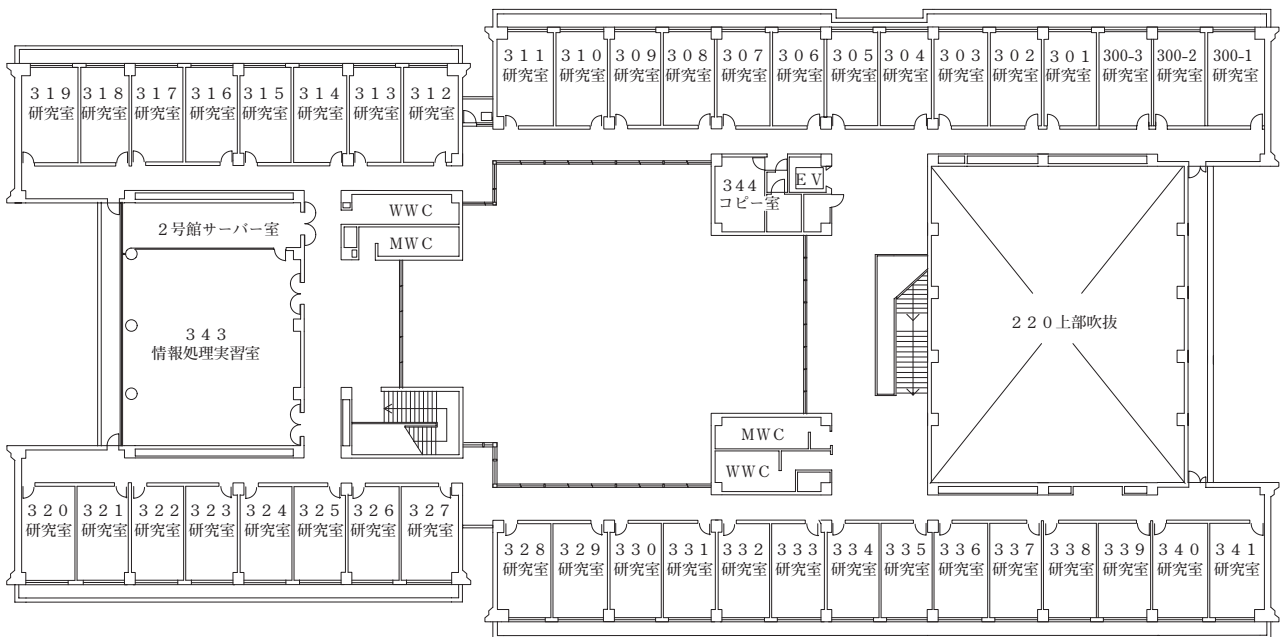 ３１１
研究室
３１０
研究室
３０９
研究室
３０８
研究室
３０７
研究室
３０６
研究室
３０５
研究室
３０４
研究室
３０３
研究室
３０２
研究室
３０１
研究室
300-3
研究室
300-2
研究室
300-1
研究室
３１９
研究室
３１８
研究室
３１７
研究室
３１６
研究室
３１５
研究室
３１４
研究室
３１３
研究室
３１２
研究室
３４４
コピー室
ＥＶ
ＷＷＣ
ＭＷＣ
２号館サーバー室
３４３
情報処理実習室
２２０上部吹抜
ＭＷＣ
ＷＷＣ
３２０
研究室
３２１
研究室
３２２
研究室
３２３
研究室
３２４
研究室
３２５
研究室
３２６
研究室
３２７
研究室
３２８
研究室
３２９
研究室
３３０
研究室
３３１
研究室
３３２
研究室
３３３
研究室
３３４
研究室
３３５
研究室
３３６
研究室
３３７
研究室
３３８
研究室
３３９
研究室
３４０
研究室
３４１
研究室